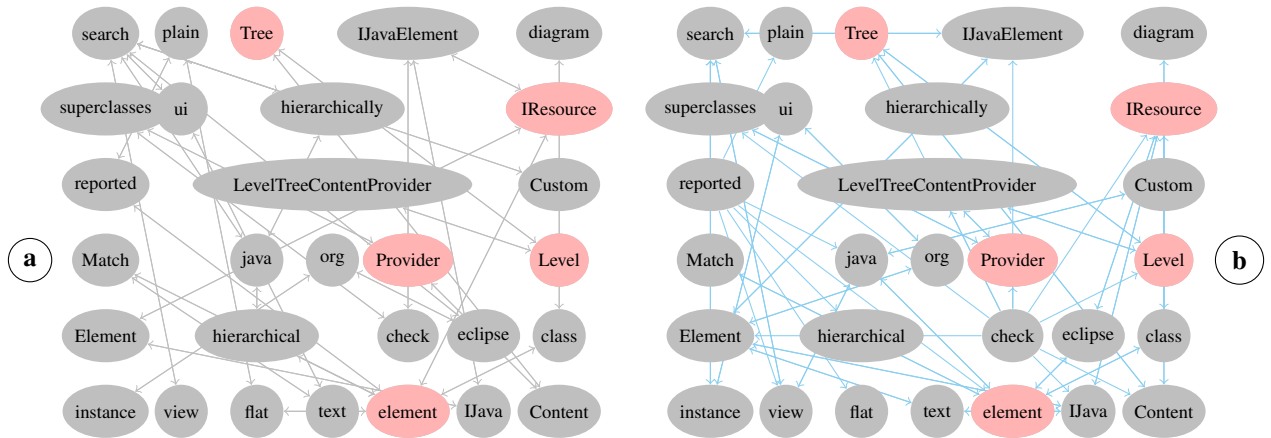 search plain Tree IJavaElement diagram
superclasses ui hierarchically IResource
reported LevelTreeContentProvider Custom
a Match java org Provider Level
Element hierarchical check eclipse class
instance view flat text element IJava Content
search plain Tree IJavaElement diagram
superclasses ui hierarchically IResource
reported LevelTreeContentProvider Custom
Match java org Provider Level b
Element hierarchical check eclipse class
instance view flat text element IJava Content